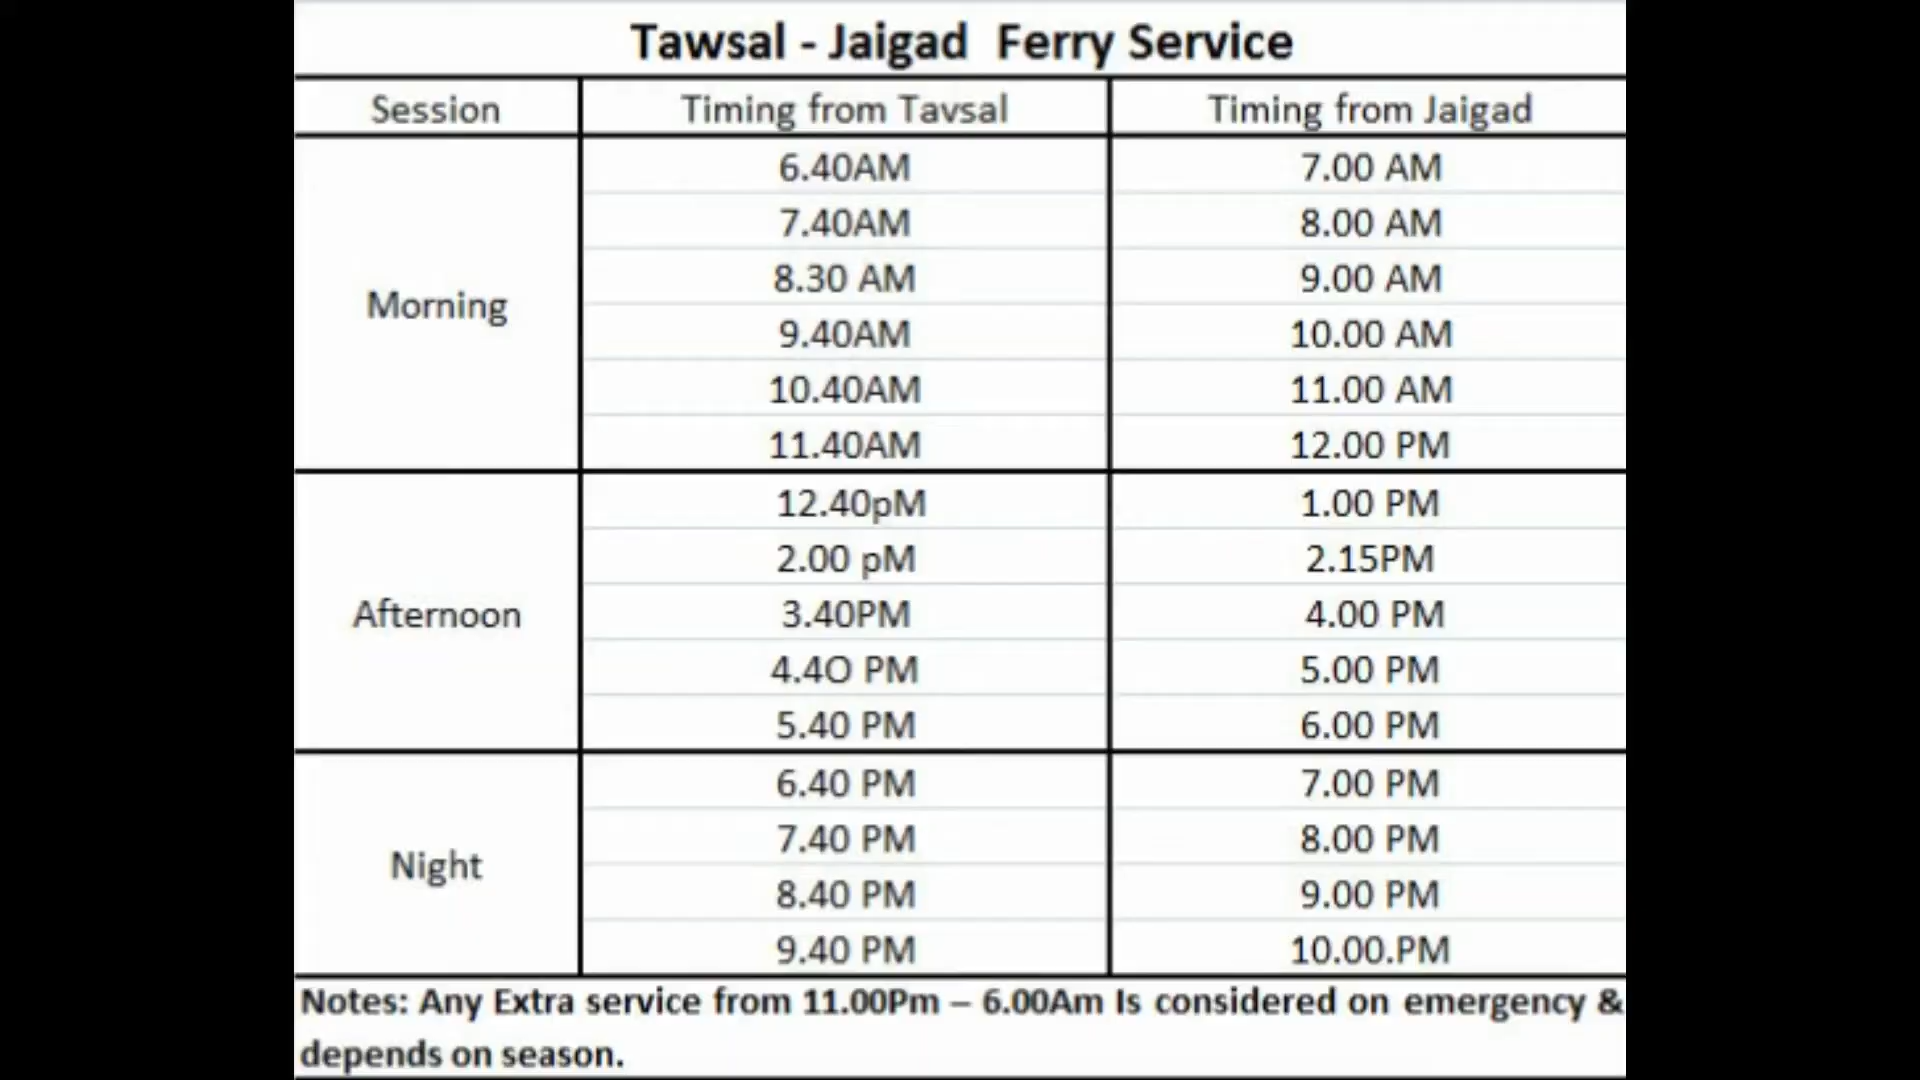 Tawsal - Jaigad Ferry Service
Session Timing from Tavsal Timing from Jaigad
Morning
6.40AM 7.00 AM
7.40AM 8.00 AM
8.30 AM 9.00 AM
9.40AM 10.00 AM
10.40AM 11.00 AM
11.40AM 12.00 PM
Afternoon
12.40pM 1.00 PM
2.00 pM 2.15PM
3.40PM 4.00 PM
4.4O PM 5.00 PM
5.40 PM 6.00 PM
Night
6.40 PM 7.00 PM
7.40 PM 8.00 PM
8.40 PM 9.00 PM
9.40 PM 10.00.PM
Notes: Any Extra service from 11.00Pm – 6.00Am Is considered on emergency &
depends on season.